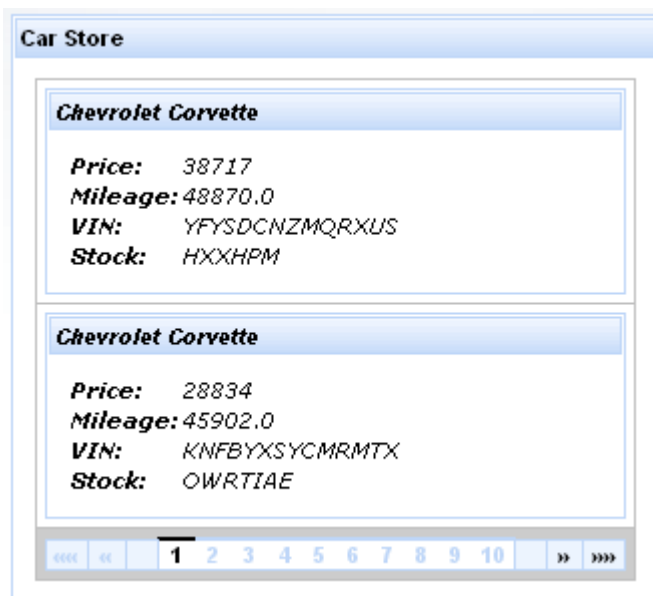 Car Store
Chevrolet Corvette
Price: 38717
Mileage: 48870.0
VIN: YFYSDCNZMQRXUS
Stock: HXXHPM
Chevrolet Corvette
Price: 28834
Mileage: 45902.0
VIN: KNFBYXSYCMRMTX
Stock: OWRTIAE
«« « 1 2 3 4 5 6 7 8 9 10 » »»